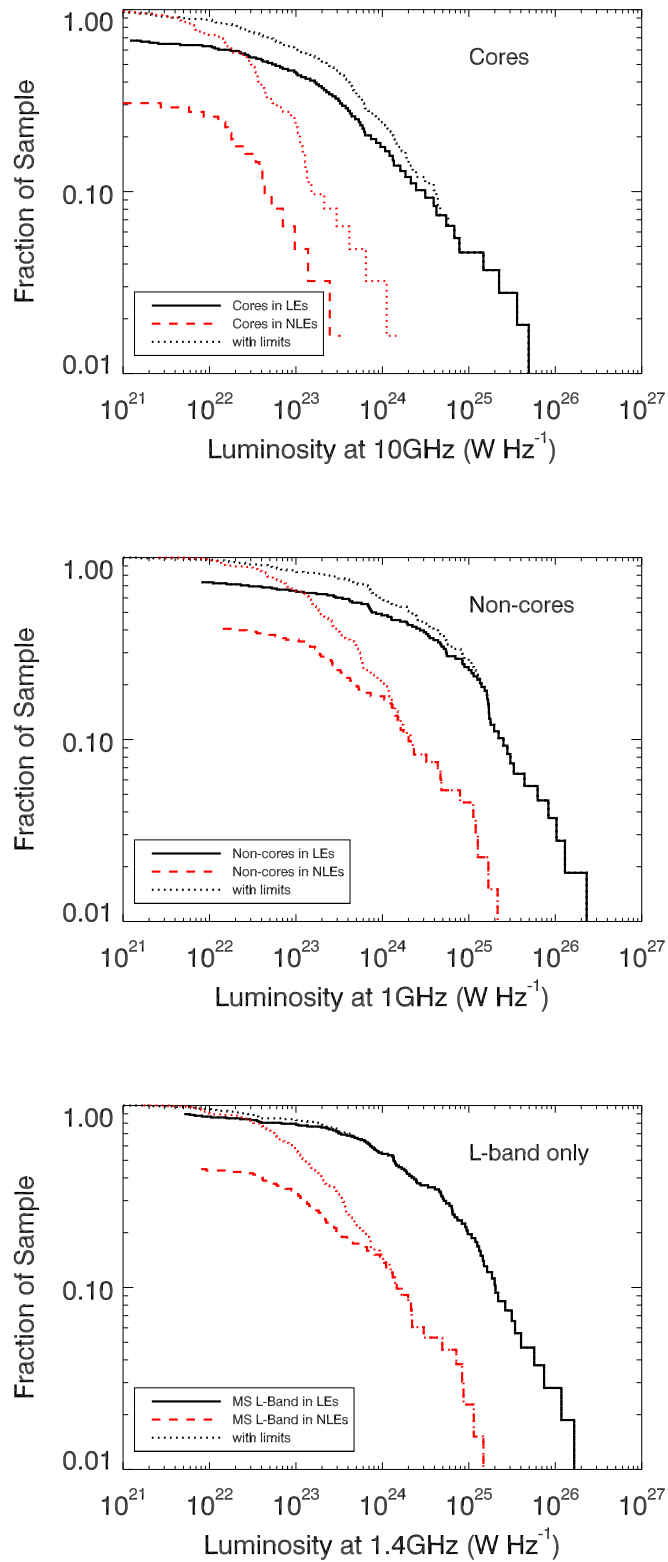 Cores
Fraction of Sample
1.00
0.10
0.01
Cores in LEs
Cores in NLEs
with limits
10^21 10^22 10^23 10^24 10^25 10^26 10^27
Luminosity at 10GHz (W Hz^-1)
Non-cores
Fraction of Sample
1.00
0.10
0.01
Non-cores in LEs
Non-cores in NLEs
with limits
10^21 10^22 10^23 10^24 10^25 10^26 10^27
Luminosity at 1GHz (W Hz^-1)
L-band only
Fraction of Sample
1.00
0.10
0.01
MS L-Band in LEs
MS L-Band in NLEs
with limits
10^21 10^22 10^23 10^24 10^25 10^26 10^27
Luminosity at 1.4GHz (W Hz^-1)